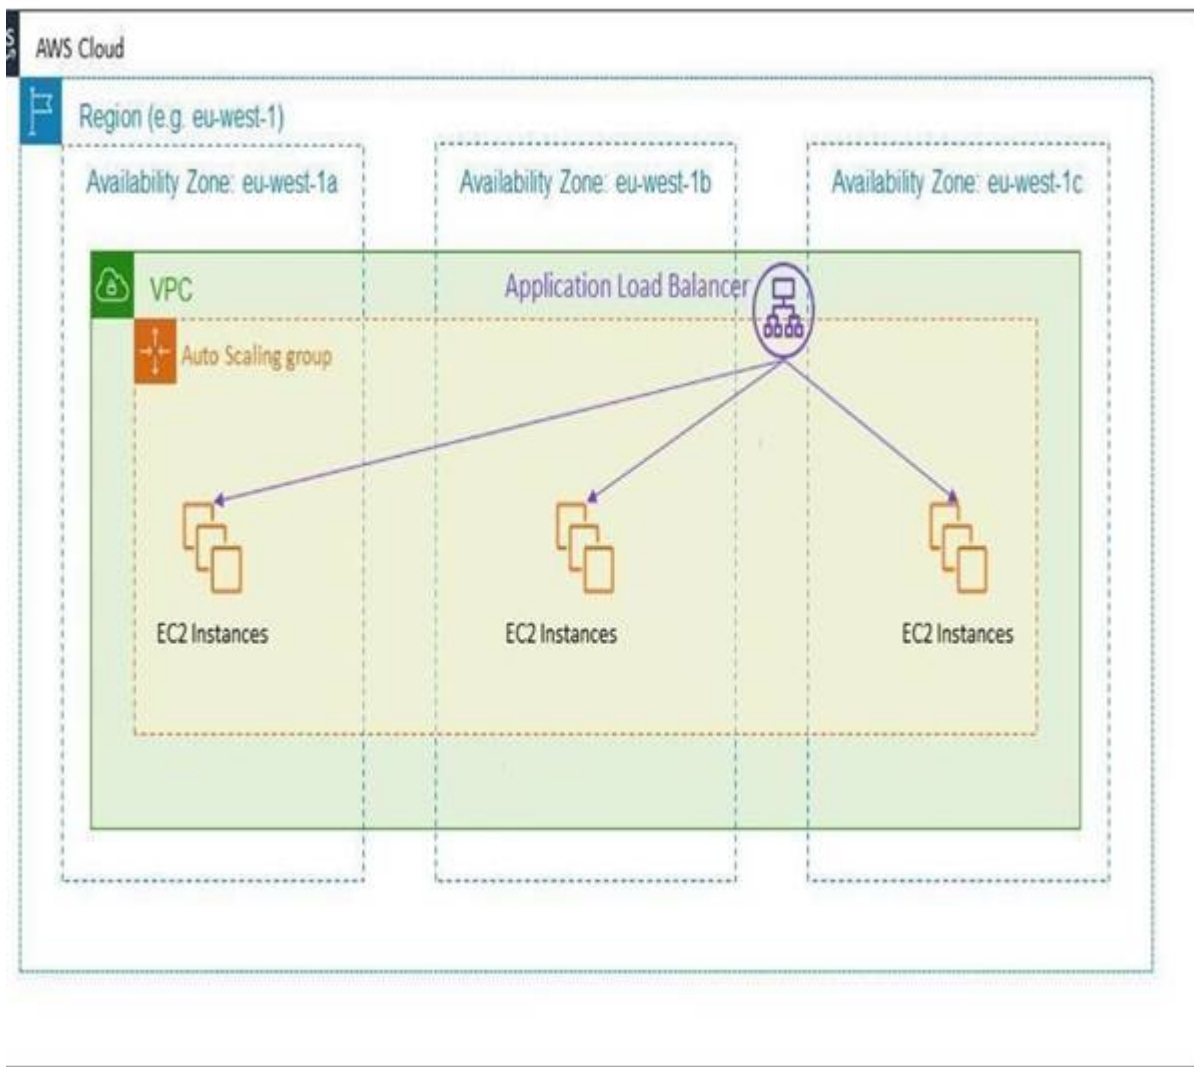 AWS Cloud
Region (e.g. eu-west-1)
Availability Zone: eu-west-1a
Availability Zone: eu-west-1b
Availability Zone: eu-west-1c
VPC
Application Load Balancer
Auto Scaling group
EC2 Instances
EC2 Instances
EC2 Instances